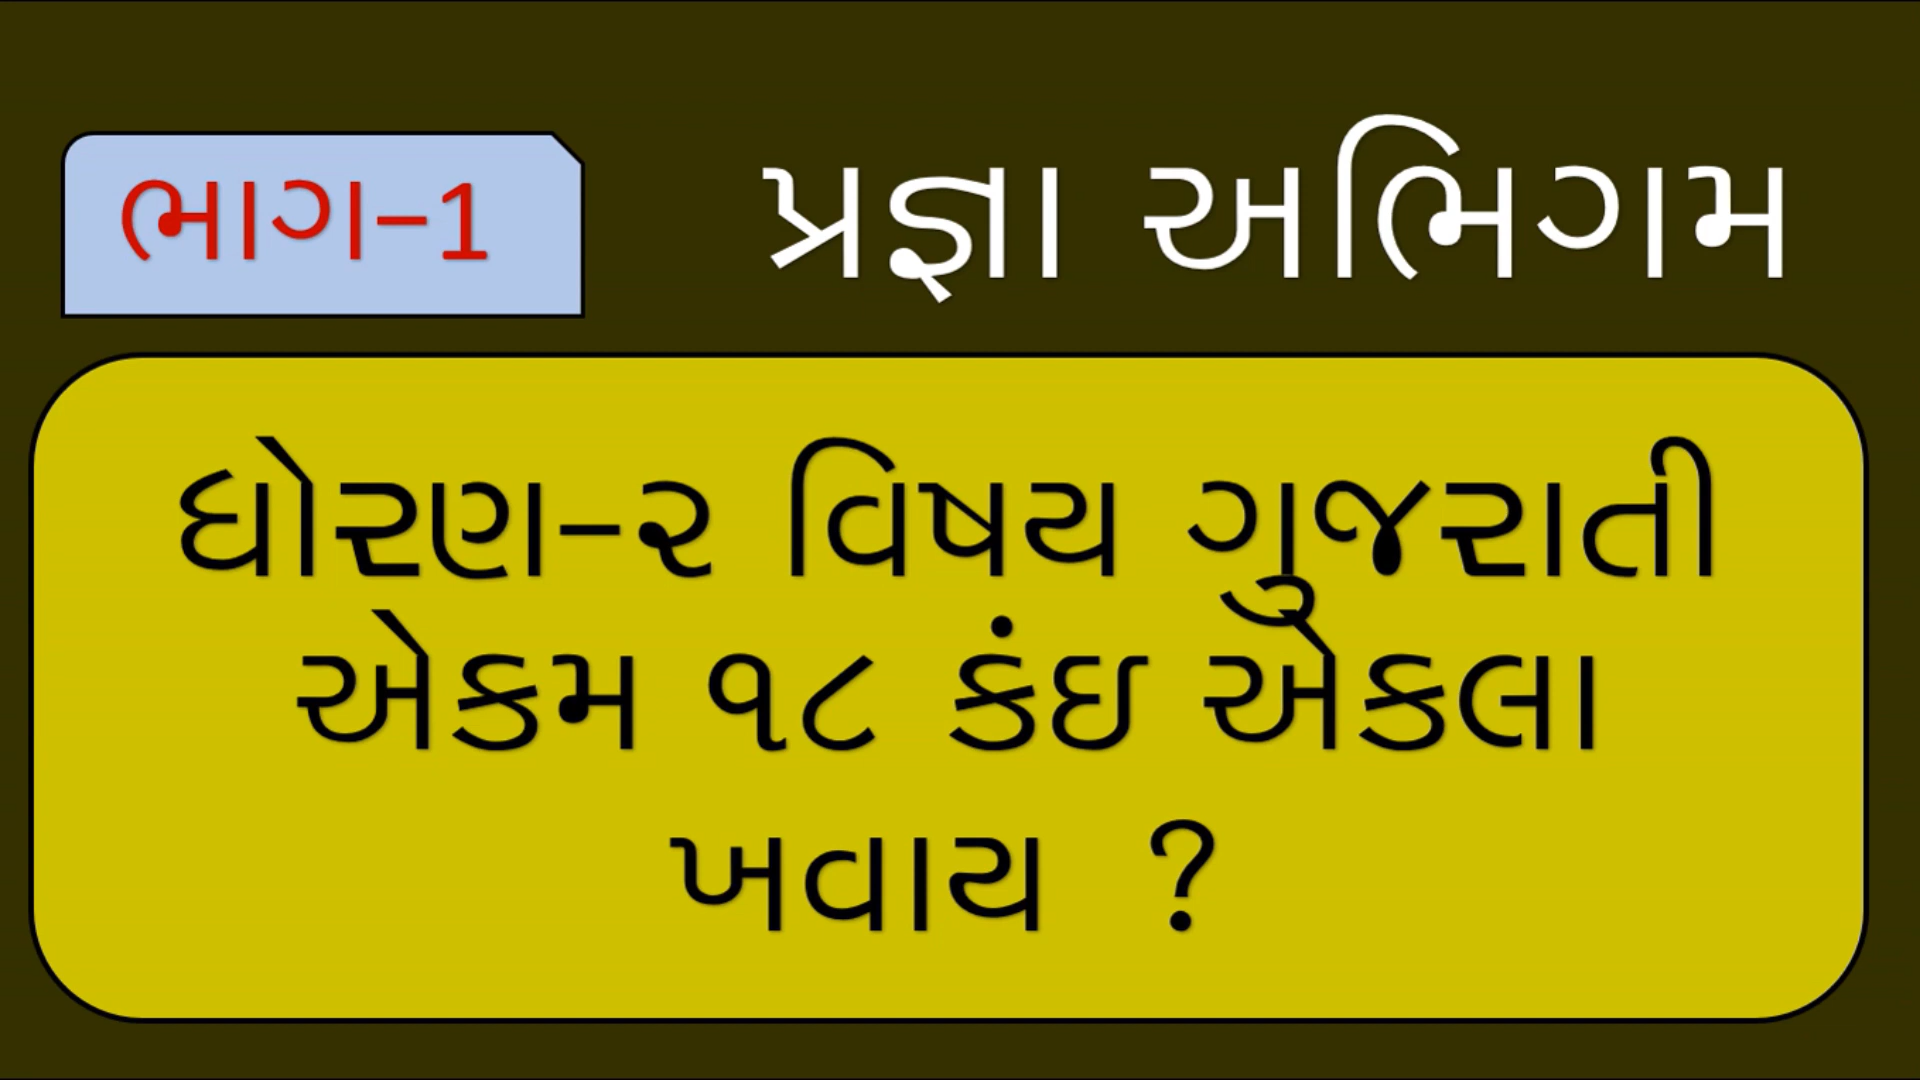 ભાગ–1
પ્રજ્ઞા અભિગમ
ધોરણ–૨ વિષય ગુજરાતી
એકમ ૧૮ કંઇ એકલા
ખવાય ?